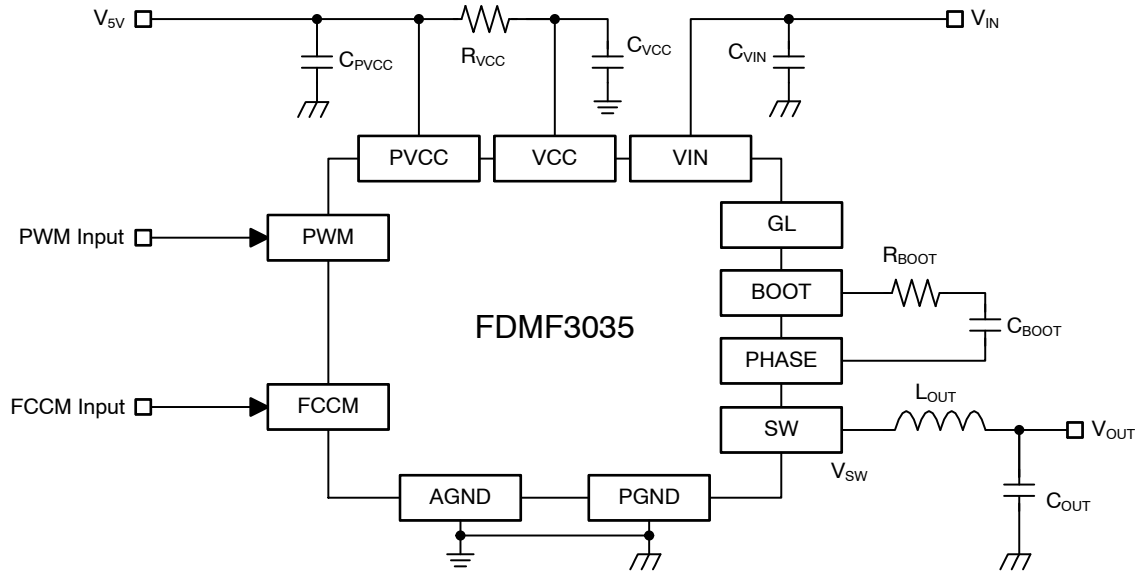 V5V
CPVCC
RVCC
CVCC
CVIN
VIN
PVCC
VCC
VIN
PWM Input
PWM
GL
RBOOT
BOOT
CBOOT
FDMF3035
PHASE
FCCM Input
FCCM
LOUT
SW
VOUT
VSW
AGND
PGND
COUT